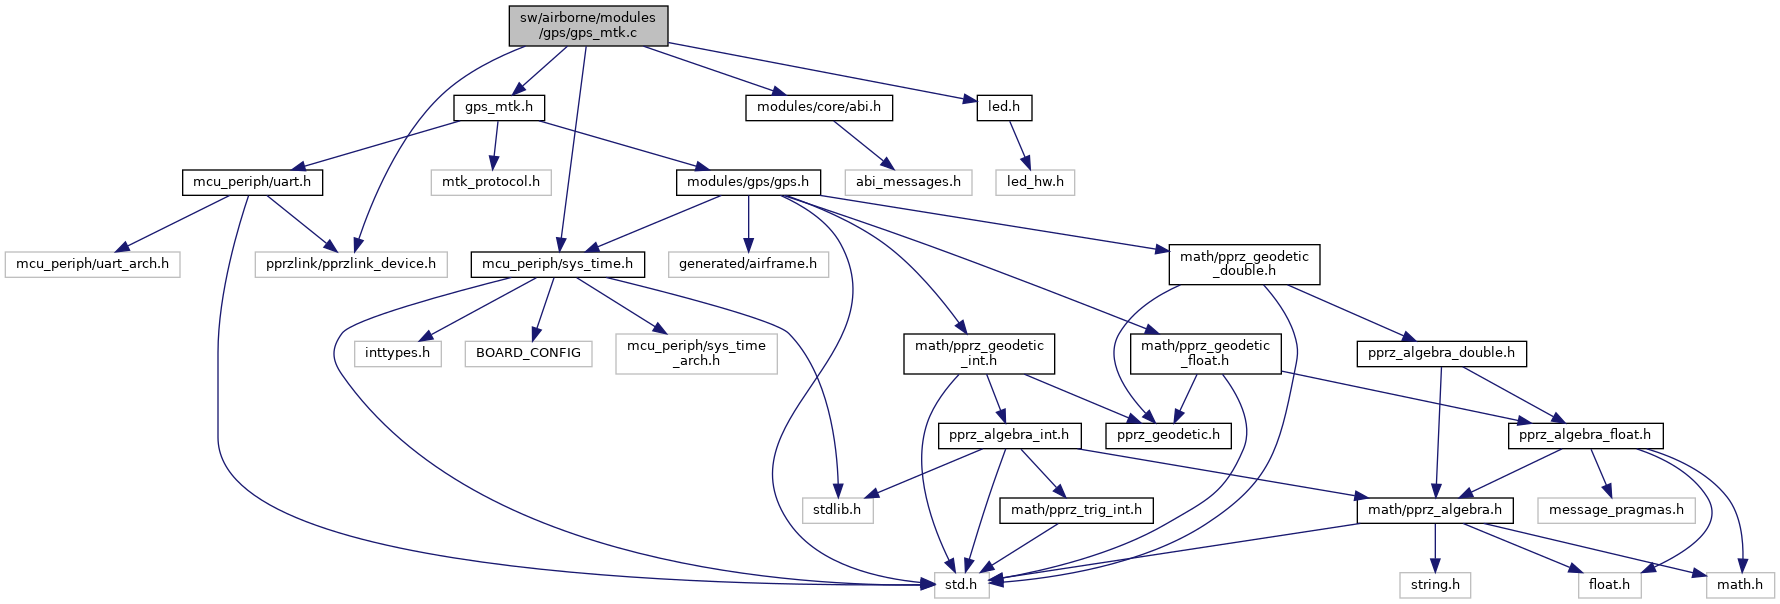 sw/airborne/modules
/gps/gps_mtk.c
gps_mtk.h
modules/core/abi.h
led.h
mcu_periph/uart.h
mtk_protocol.h
modules/gps/gps.h
abi_messages.h
led_hw.h
mcu_periph/uart_arch.h
pprzlink/pprzlink_device.h
mcu_periph/sys_time.h
generated/airframe.h
math/pprz_geodetic
_double.h
inttypes.h
BOARD_CONFIG
mcu_periph/sys_time
_arch.h
math/pprz_geodetic
_int.h
math/pprz_geodetic
_float.h
pprz_algebra_double.h
pprz_algebra_int.h
pprz_geodetic.h
pprz_algebra_float.h
stdlib.h
math/pprz_trig_int.h
math/pprz_algebra.h
message_pragmas.h
std.h
string.h
float.h
math.h